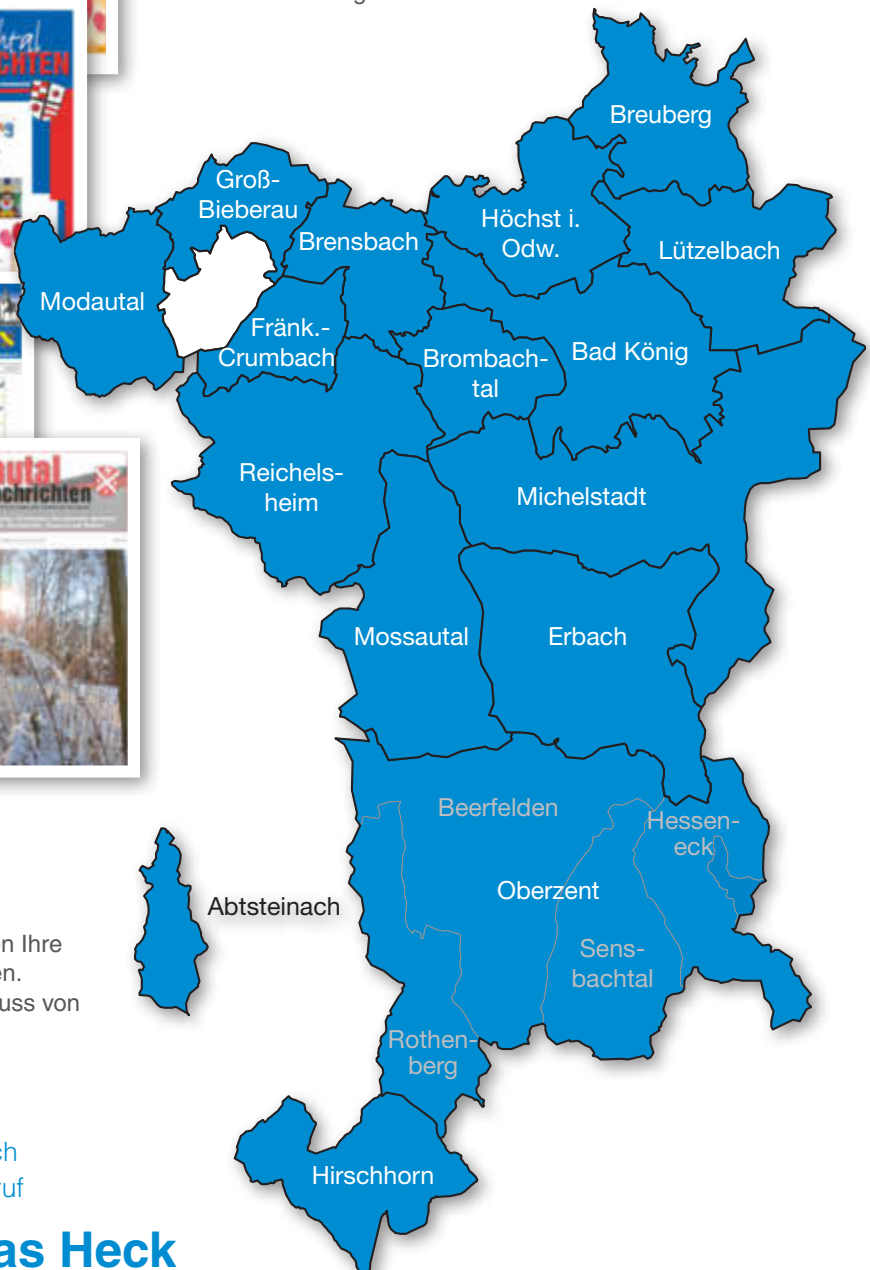 Breuberg
Groß-
Bieberau
Höchst i.
Odw.
Brensbach
Lützelbach
Modautal
Fränk.-
Crumbach
Brombach-
tal
Bad König
Reichels-
heim
Michelstadt
Mossautal
Erbach
Beerfelden
Hessen-
eck
Oberzent
Abtsteinach
Sens-
bachtal
Rothen-
berg
Hirschhorn
n Ihre
en.
uss von
ch
uf
as Heck